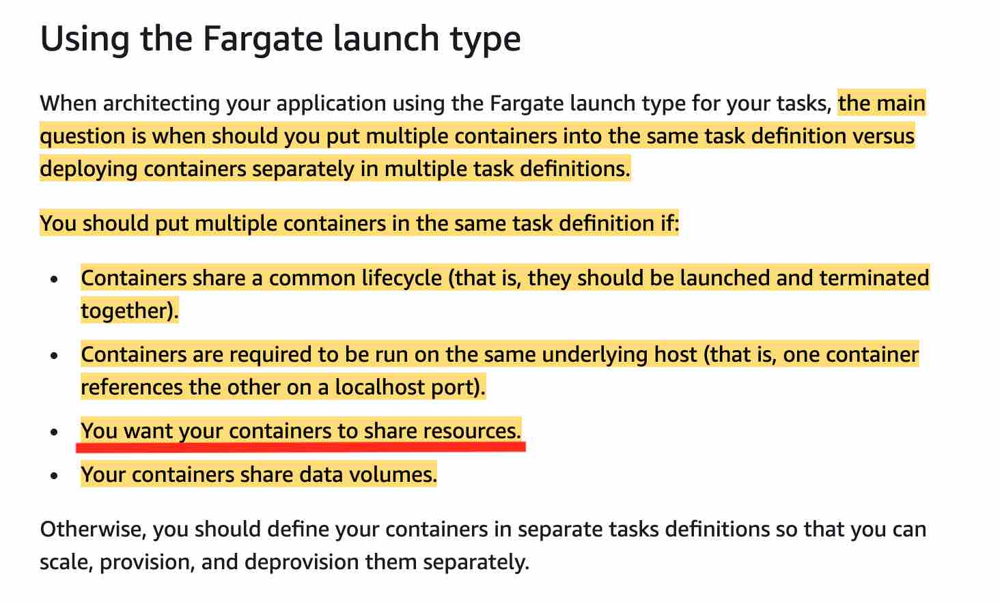 Using the Fargate launch type
When architecting your application using the Fargate launch type for your tasks, the main
question is when should you put multiple containers into the same task definition versus
deploying containers separately in multiple task definitions.
You should put multiple containers in the same task definition if:
• Containers share a common lifecycle (that is, they should be launched and terminated
together).
• Containers are required to be run on the same underlying host (that is, one container
references the other on a localhost port).
• You want your containers to share resources.
• Your containers share data volumes.
Otherwise, you should define your containers in separate tasks definitions so that you can
scale, provision, and deprovision them separately.